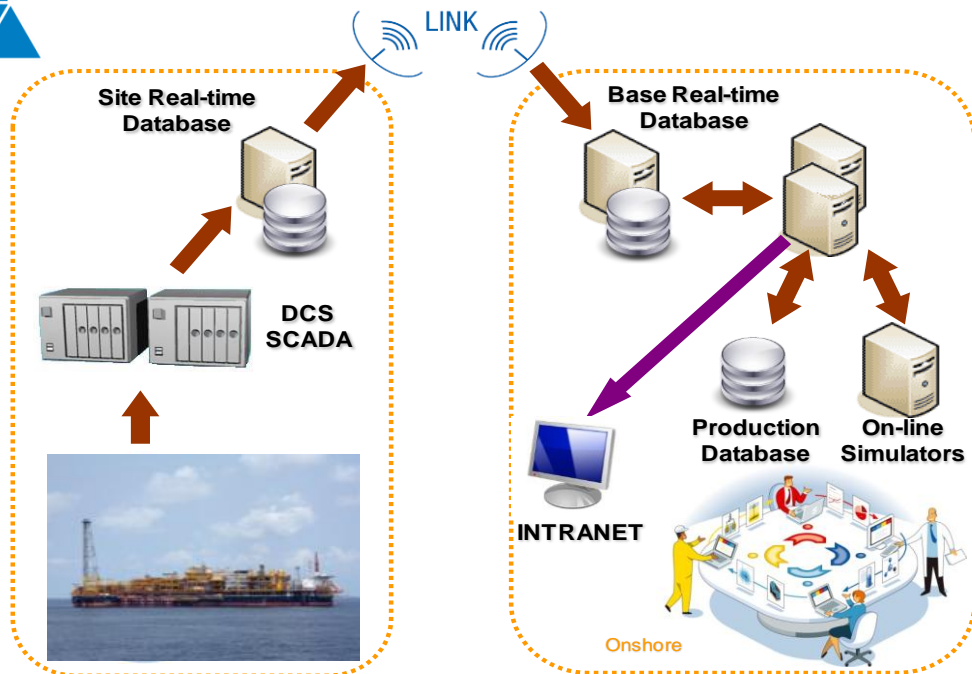 LINK
Site Real-time
Database
DCS
SCADA
Base Real-time
Database
Production
Database
On-line
Simulators
INTRANET
Onshore